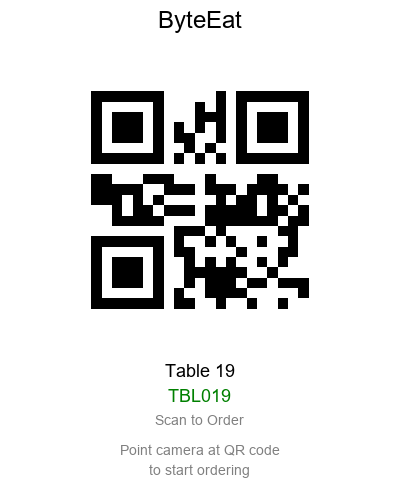 ByteEat
Table 19
TBL019
Scan to Order
Point camera at QR code
to start ordering